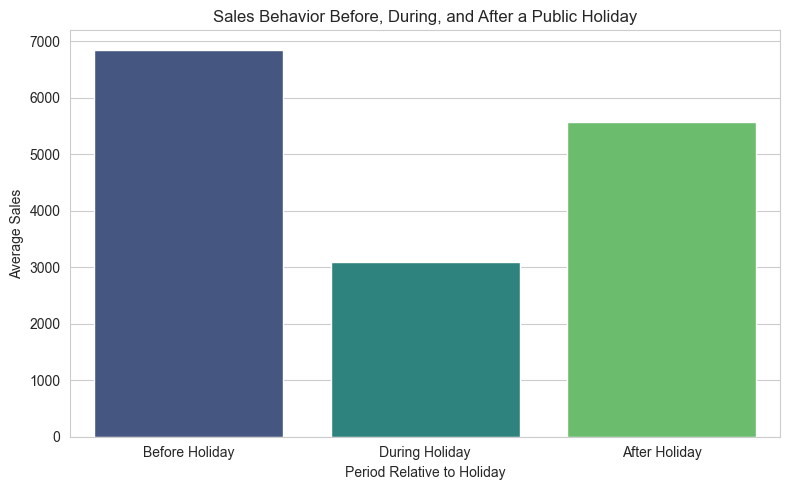 Sales Behavior Before, During, and After a Public Holiday
7000
6000
5000
4000
3000
2000
1000
0
Average Sales
Before Holiday
During Holiday
After Holiday
Period Relative to Holiday